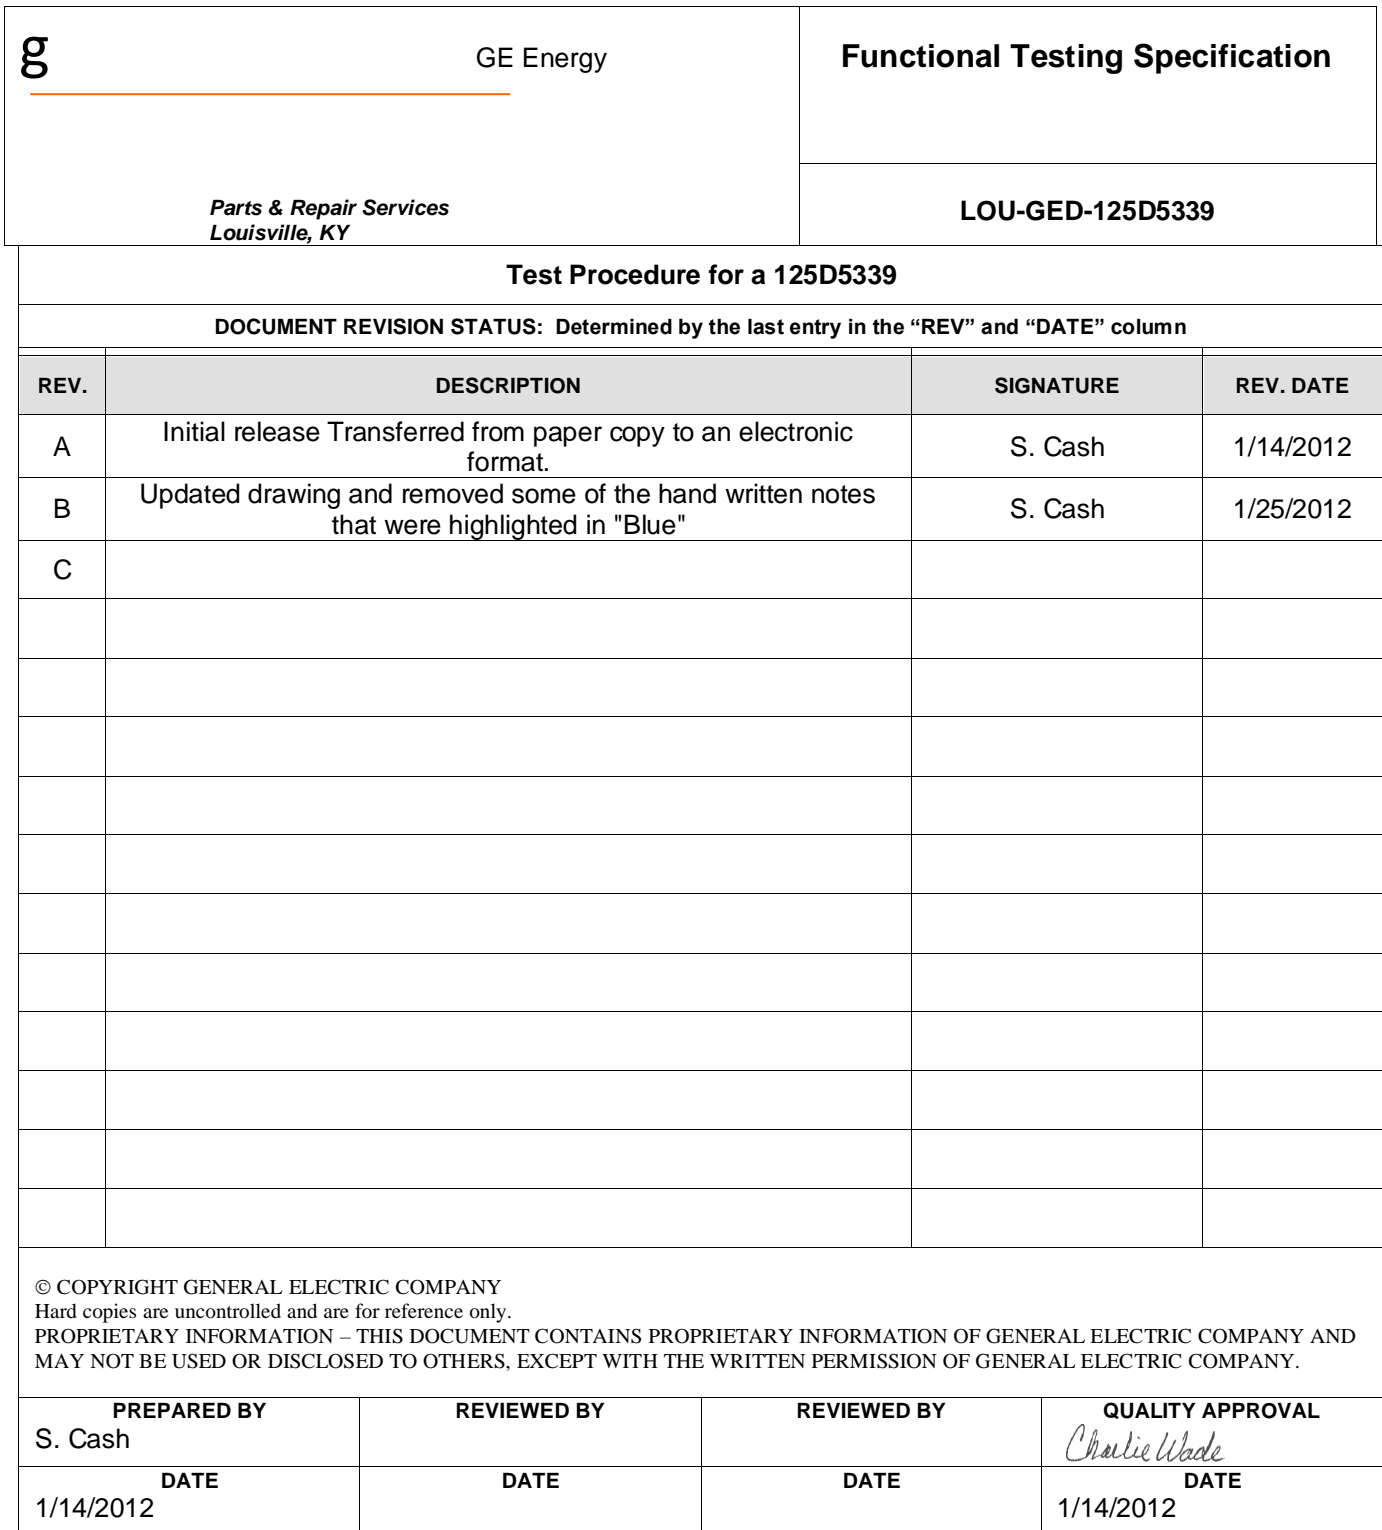 g
GE Energy
Functional Testing Specification
Parts & Repair Services
Louisville, KY
LOU-GED-125D5339
Test Procedure for a 125D5339
DOCUMENT REVISION STATUS: Determined by the last entry in the “REV” and “DATE” column
REV. DESCRIPTION SIGNATURE REV. DATE
A Initial release Transferred from paper copy to an electronic
format. S. Cash 1/14/2012
B Updated drawing and removed some of the hand written notes
that were highlighted in "Blue" S. Cash 1/25/2012
C
© COPYRIGHT GENERAL ELECTRIC COMPANY
Hard copies are uncontrolled and are for reference only.
PROPRIETARY INFORMATION – THIS DOCUMENT CONTAINS PROPRIETARY INFORMATION OF GENERAL ELECTRIC COMPANY AND
MAY NOT BE USED OR DISCLOSED TO OTHERS, EXCEPT WITH THE WRITTEN PERMISSION OF GENERAL ELECTRIC COMPANY.
PREPARED BY REVIEWED BY REVIEWED BY QUALITY APPROVAL
S. Cash Charlie Wade
DATE DATE DATE DATE
1/14/2012 1/14/2012